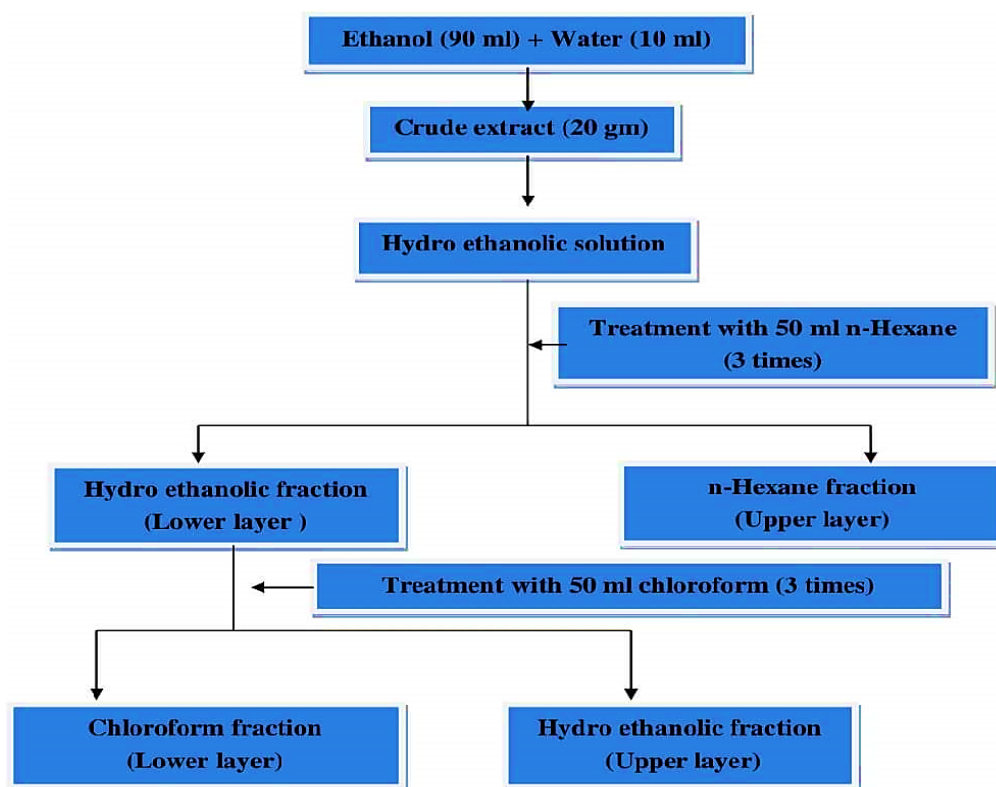 Ethanol (90 ml) + Water (10 ml)
Crude extract (20 gm)
Hydro ethanolic solution
Treatment with 50 ml n-Hexane
(3 times)
Hydro ethanolic fraction
(Lower layer )
n-Hexane fraction
(Upper layer)
Treatment with 50 ml chloroform (3 times)
Chloroform fraction
(Lower layer)
Hydro ethanolic fraction
(Upper layer)